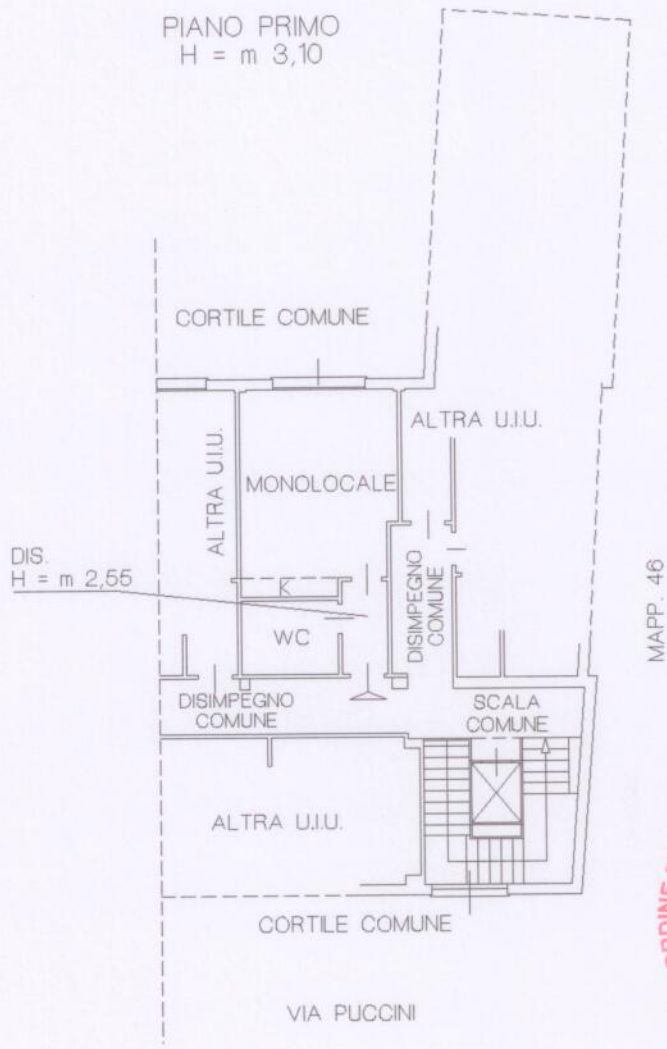 PIANO PRIMO
H = m 3,10
CORTILE COMUNE
ALTRA U.I.U.
ALTRA U.I.U.
MONOLOCALE
DIS.
H = m 2,55
K
WC
DISIMPEGNO
COMUNE
MAPP. 46
DISIMPEGNO
COMUNE
SCALA
COMUNE
ALTRA U.I.U.
CORTILE COMUNE
VIA PUCCINI